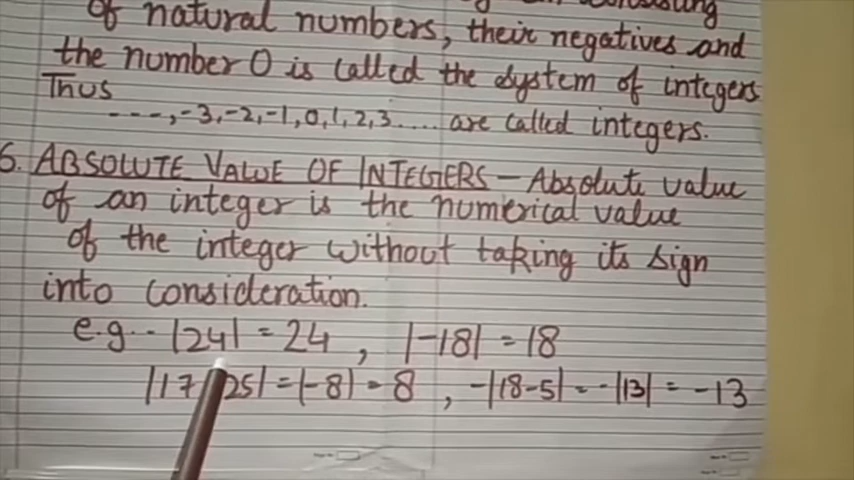 of natural numbers, their negatives and
the number 0 is called the system of integers
Thus
----,-3,-2,-1,0,1,2,3.... are called integers.
6. ABSOLUTE VALUE OF INTEGERS - Absolute value
of an integer is the numerical value
of the integer without taking its sign
into consideration.
e.g. - |24| = 24 , |-18| = 18
|17 25| = |-8| = 8 , -|18-5| = -|13| = -13